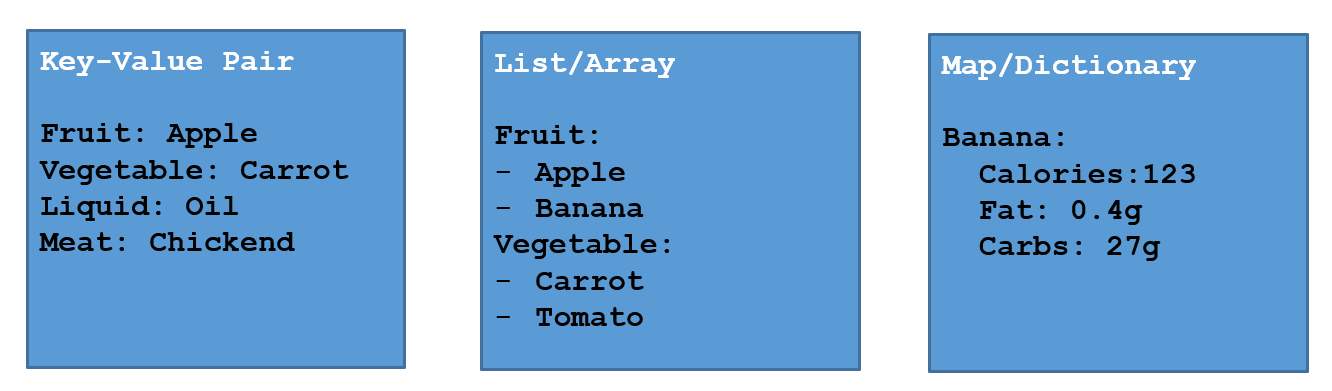 Key-Value Pair
Fruit: Apple
Vegetable: Carrot
Liquid: Oil
Meat: Chickend
List/Array
Fruit:
- Apple
- Banana
Vegetable:
- Carrot
- Tomato
Map/Dictionary
Banana:
Calories:123
Fat: 0.4g
Carbs: 27g